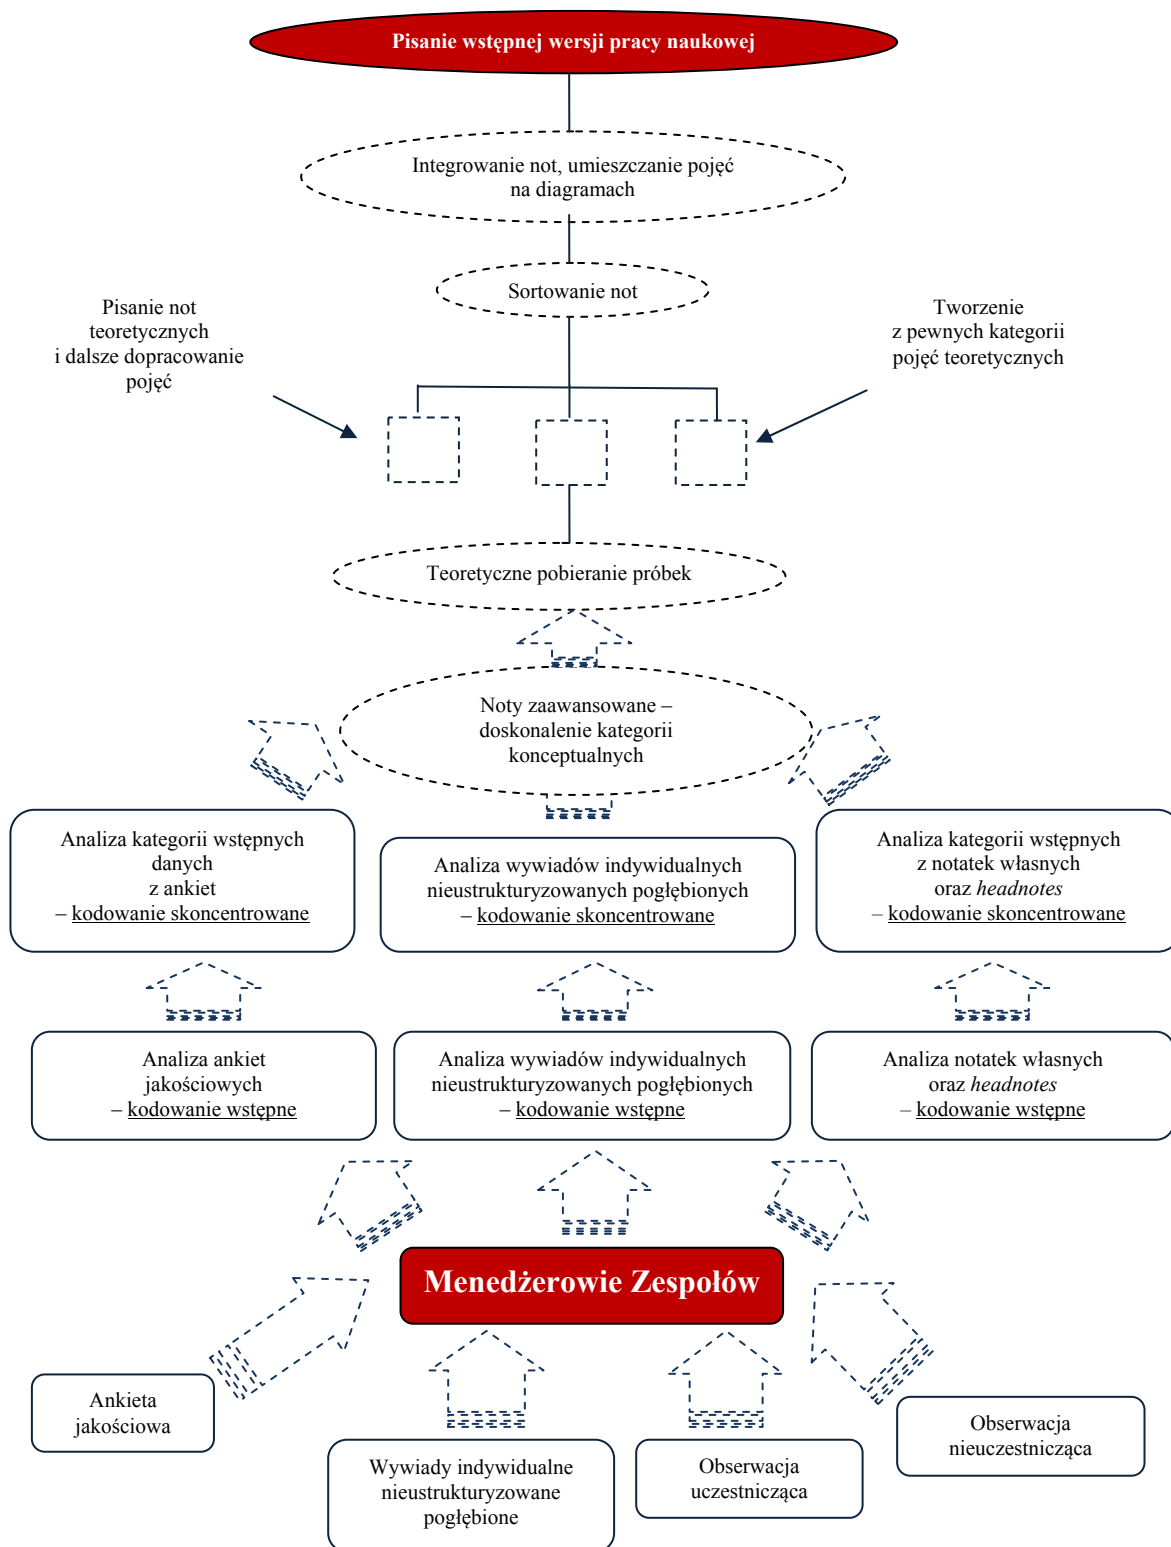 Pisanie wstępnej wersji pracy naukowej
Integrowanie not, umieszczanie pojęć
na diagramach
Sortowanie not
Pisanie not
teoretycznych
i dalsze dopracowanie
pojęć
Tworzenie
z pewnych kategorii
pojęć teoretycznych
Teoretyczne pobieranie próbek
Noty zaawansowane –
doskonalenie kategorii
konceptualnych
Analiza kategorii wstępnych
danych
z ankiet
– kodowanie skoncentrowane
Analiza wywiadów indywidualnych
nieustrukturyzowanych pogłębionych
– kodowanie skoncentrowane
Analiza kategorii wstępnych
z notatek własnych
oraz headnotes
– kodowanie skoncentrowane
Analiza ankiet
jakościowych
– kodowanie wstępne
Analiza wywiadów indywidualnych
nieustrukturyzowanych pogłębionych
– kodowanie wstępne
Analiza notatek własnych
oraz headnotes
– kodowanie wstępne
Menedżerowie Zespołów
Ankieta
jakościowa
Wywiady indywidualne
nieustrukturyzowane
pogłębione
Obserwacja
uczestnicząca
Obserwacja
nieuczestnicząca